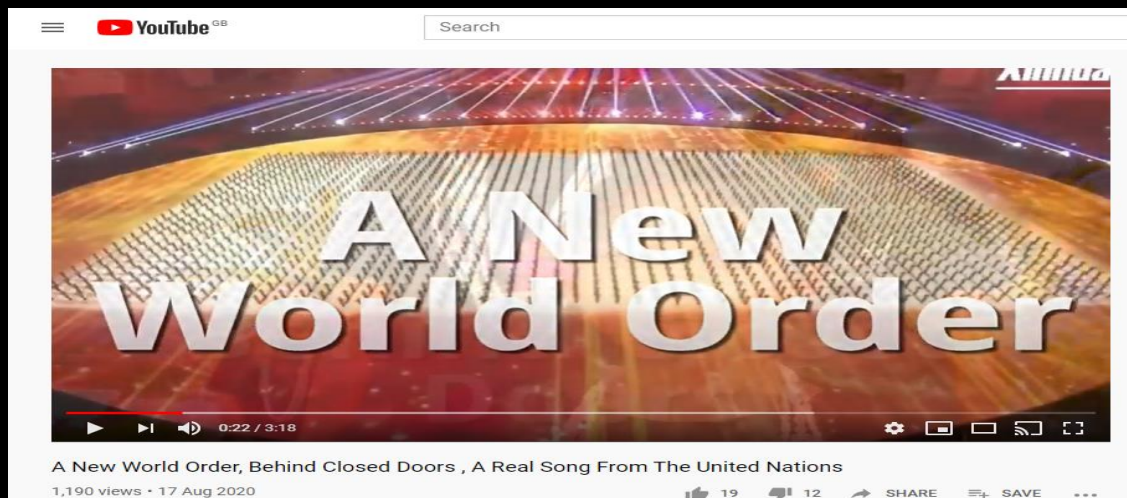 YouTube GB
Search
Xinhua
A New
World Order
0:22 / 3:18
A New World Order, Behind Closed Doors , A Real Song From The United Nations
1,190 views • 17 Aug 2020
19
12
SHARE
SAVE